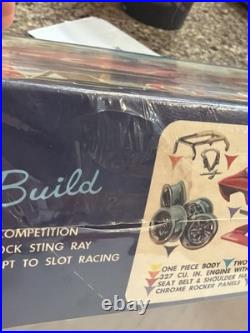 Build
COMPETITION
OCK STING RAY
PT TO SLOT RACING
ONE PIECE BODY TWO
327 CU. IN. ENGINE WITH
SEAT BELT & SHOULDER HA
CHROME ROCKER PANELS